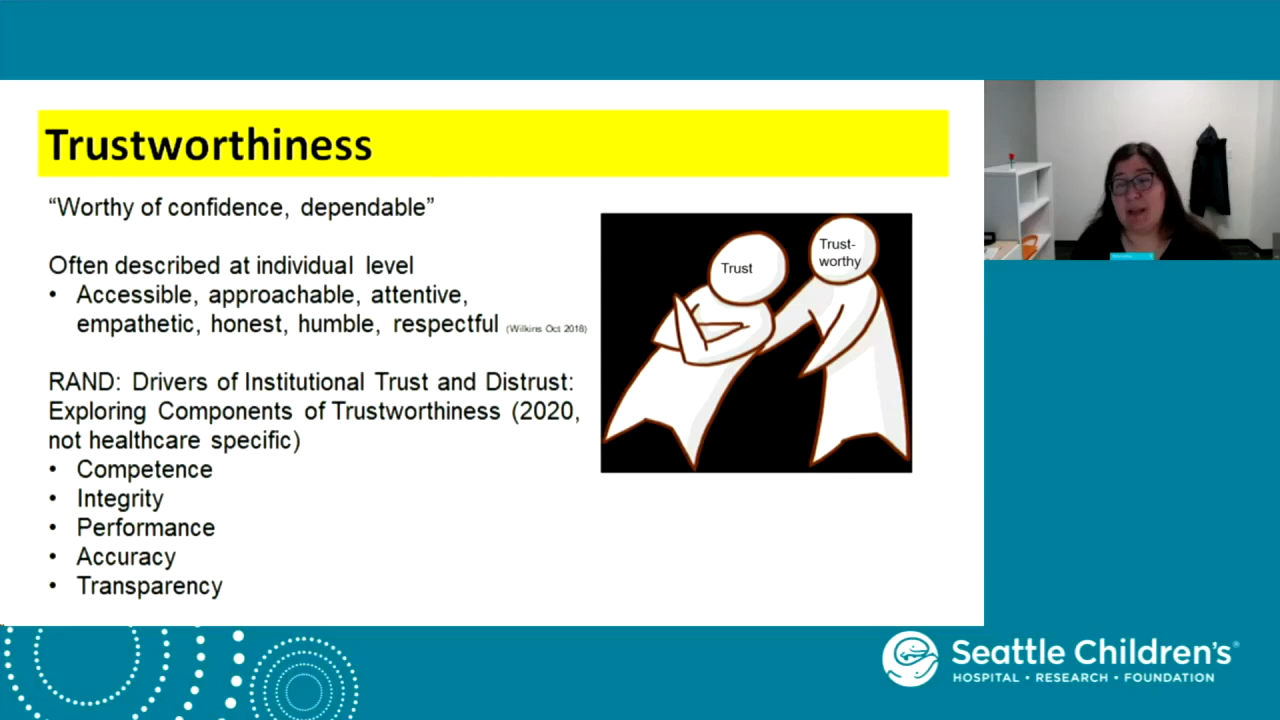 Trustworthiness
“Worthy of confidence, dependable”
Often described at individual level
• Accessible, approachable, attentive,
empathetic, honest, humble, respectful (Wilkins Oct 2018)
RAND: Drivers of Institutional Trust and Distrust:
Exploring Components of Trustworthiness (2020,
not healthcare specific)
• Competence
• Integrity
• Performance
• Accuracy
• Transparency
Trust
Trust-
worthy
Seattle Children's®
HOSPITAL • RESEARCH • FOUNDATION